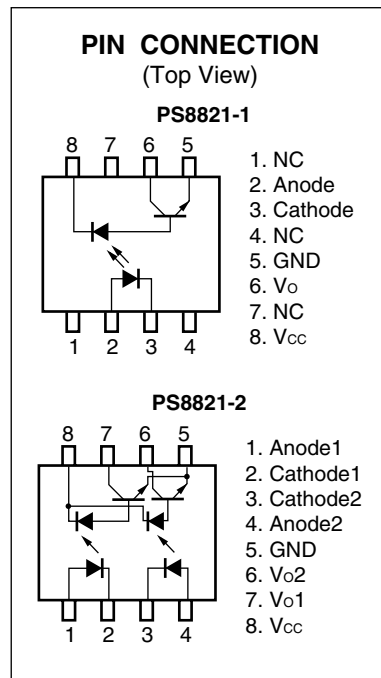 PIN CONNECTION
(Top View)
PS8821-1
8 7 6 5
1. NC
2. Anode
3. Cathode
4. NC
5. GND
6. VO
7. NC
8. VCC
1 2 3 4
PS8821-2
8 7 6 5
1. Anode1
2. Cathode1
3. Cathode2
4. Anode2
5. GND
6. VO2
7. VO1
8. VCC
1 2 3 4